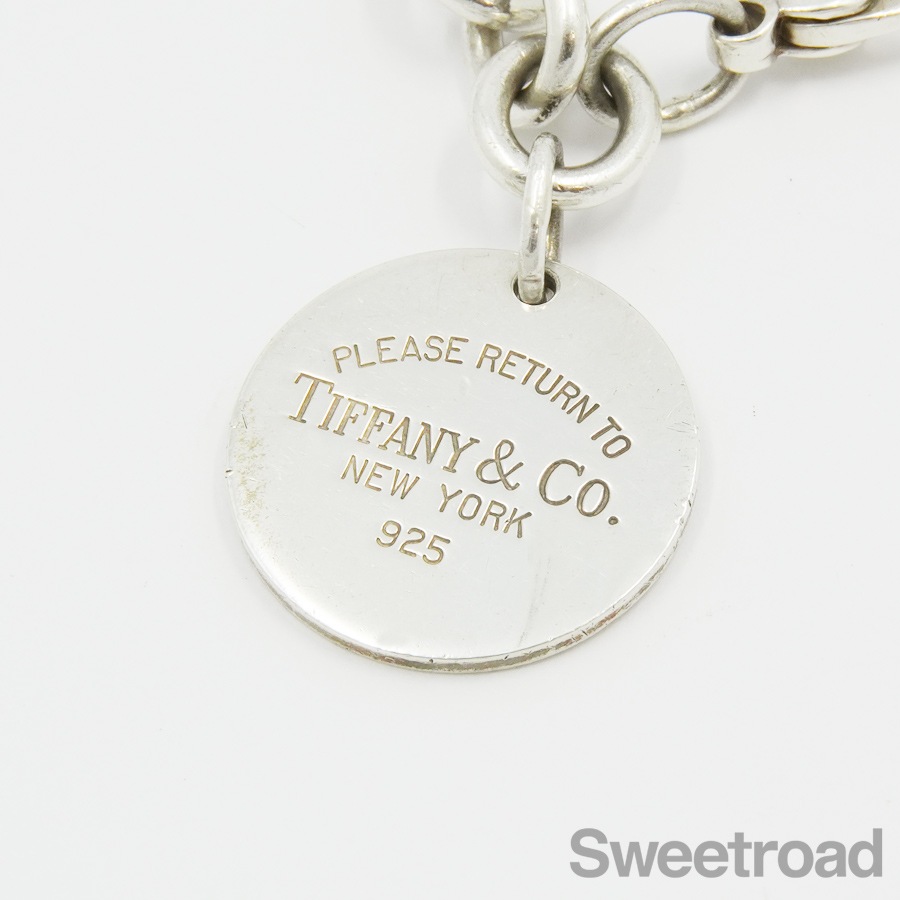 PLEASE RETURN TO
TIFFANY & CO.
NEW YORK
925
Sweetroad